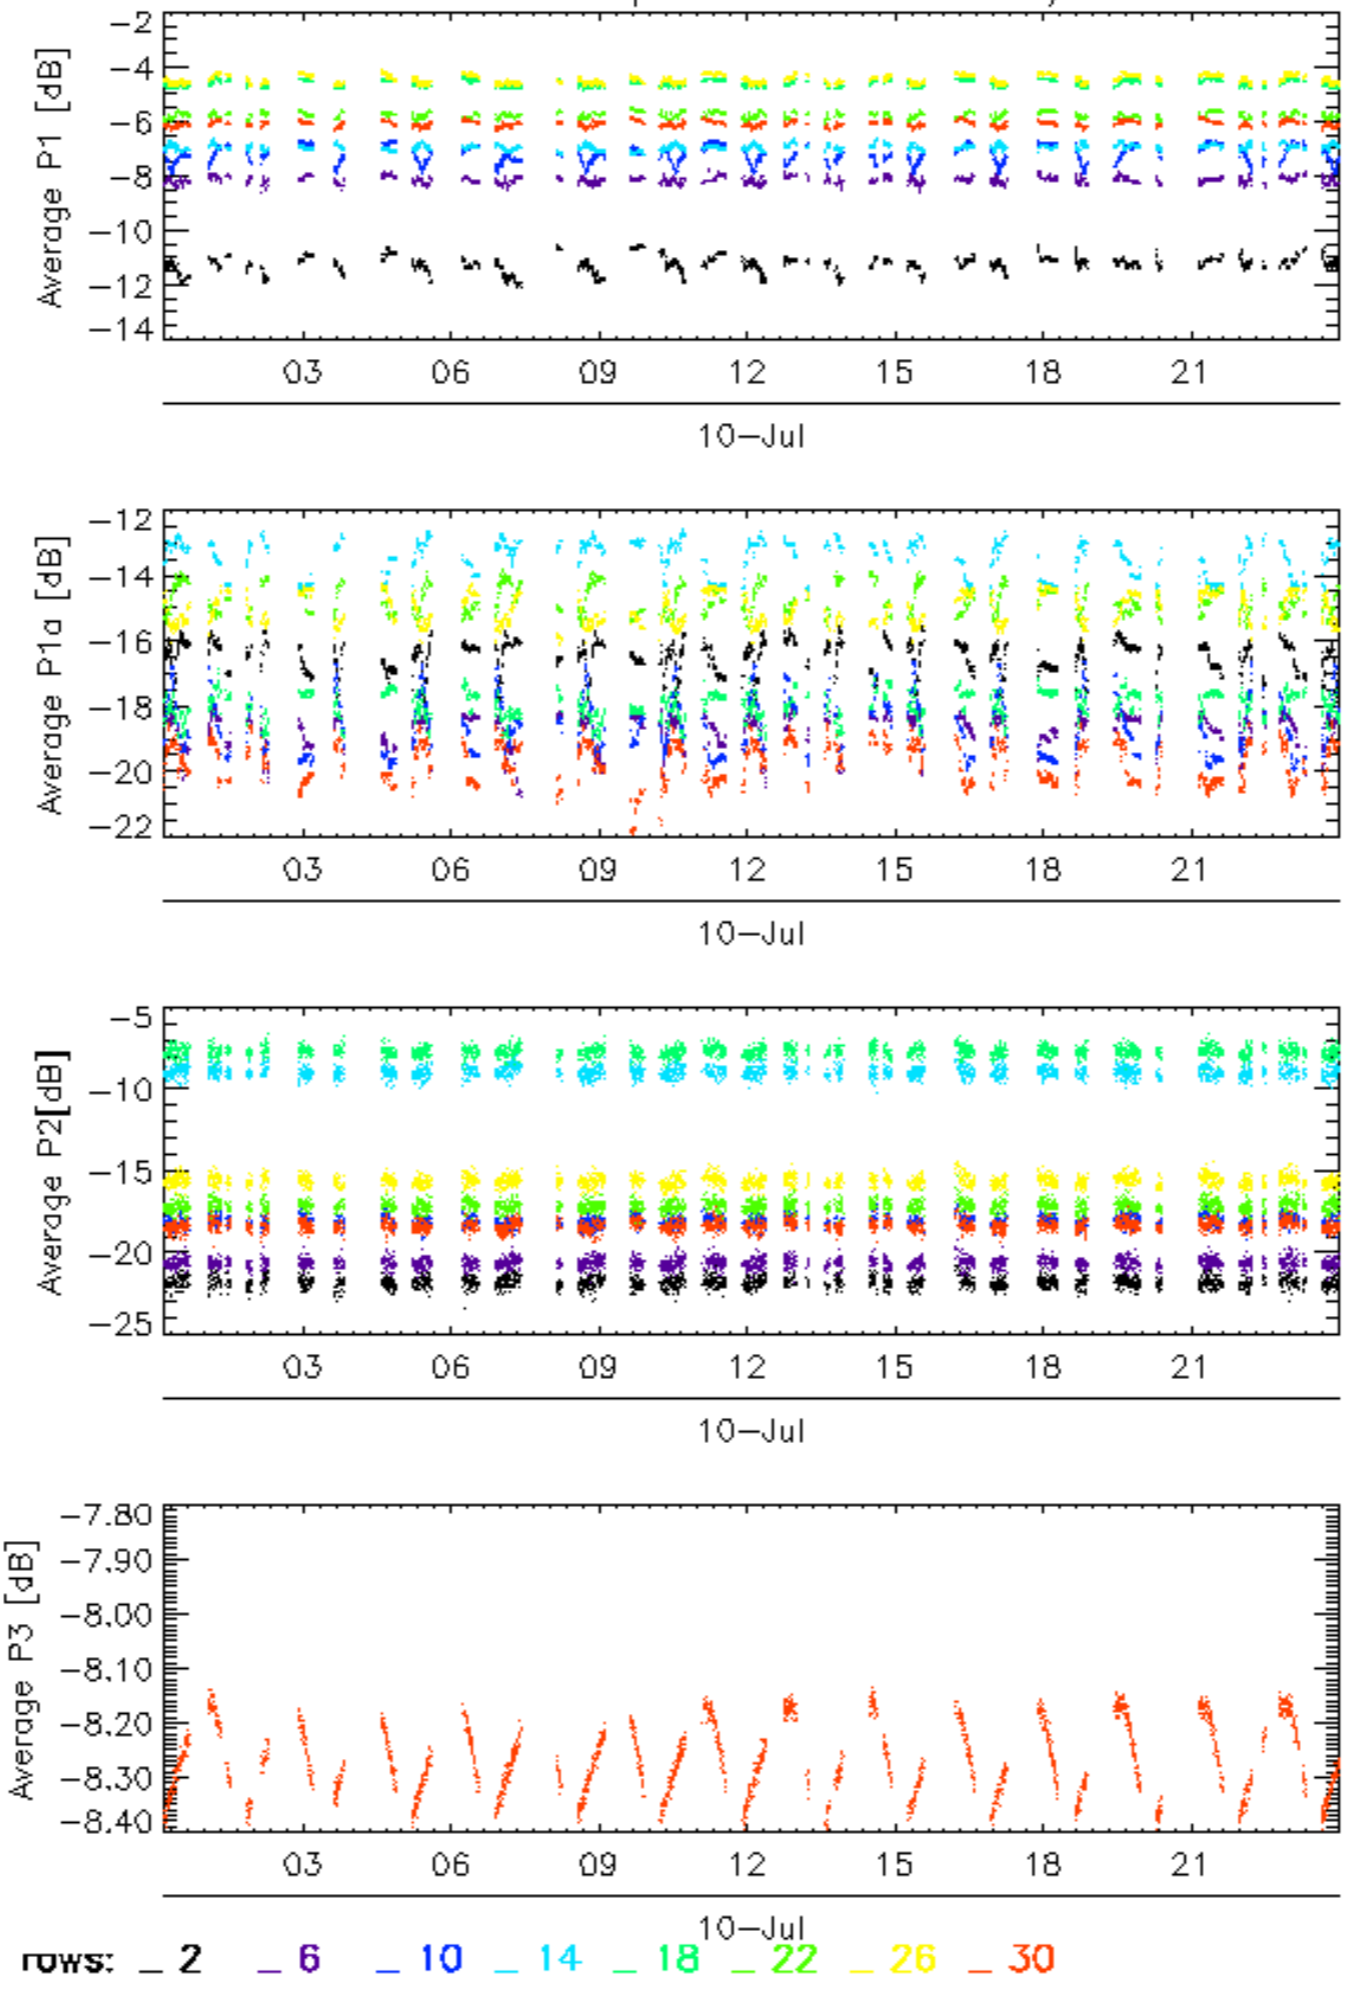 Average P1 [dB]
-2
-4
-6
-8
-10
-12
-14
03 06 09 12 15 18 21
10-Jul
Average P1a [dB]
-12
-14
-16
-18
-20
-22
03 06 09 12 15 18 21
10-Jul
Average P2[dB]
-5
-10
-15
-20
-25
03 06 09 12 15 18 21
10-Jul
Average P3 [dB]
-7.80
-7.90
-8.00
-8.10
-8.20
-8.30
-8.40
03 06 09 12 15 18 21
10-Jul
rows: _ 2 _ 6 _ 10 _ 14 _ 18 _ 22 _ 26 _ 30